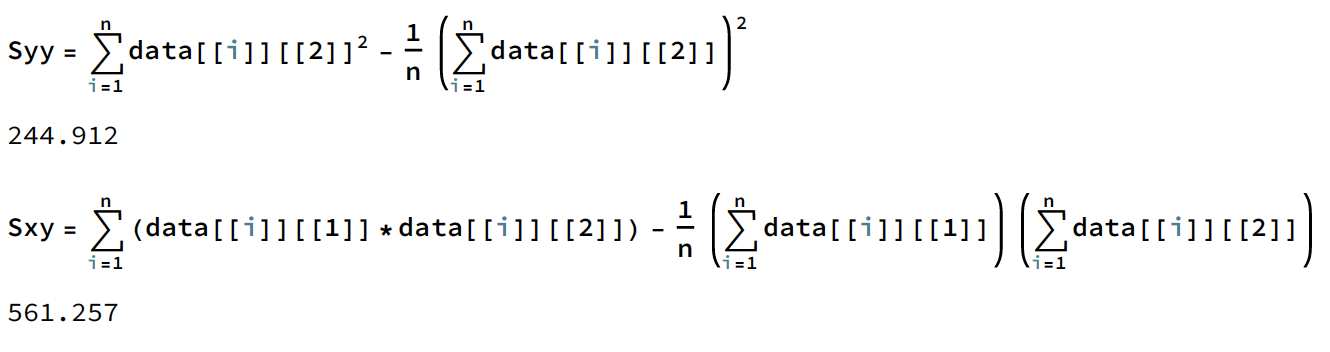 Syy = ∑_{i=1}^{n} data[[i]][[2]]² - 1/n (∑_{i=1}^{n} data[[i]][[2]])²
244.912
Sxy = ∑_{i=1}^{n} (data[[i]][[1]] * data[[i]][[2]]) - 1/n (∑_{i=1}^{n} data[[i]][[1]]) (∑_{i=1}^{n} data[[i]][[2]])
561.257